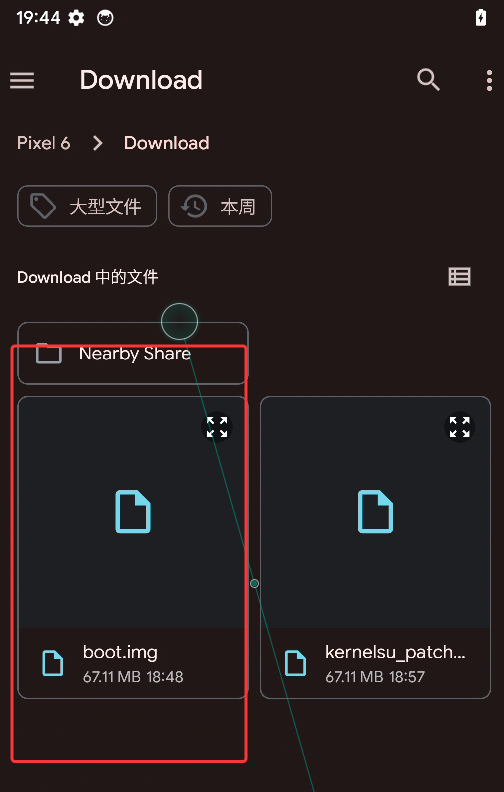 19:44
Download
Pixel 6 > Download
大型文件 本周
Download 中的文件
Nearby Share
boot.img
67.11 MB 18:48
kernelsu_patch...
67.11 MB 18:57